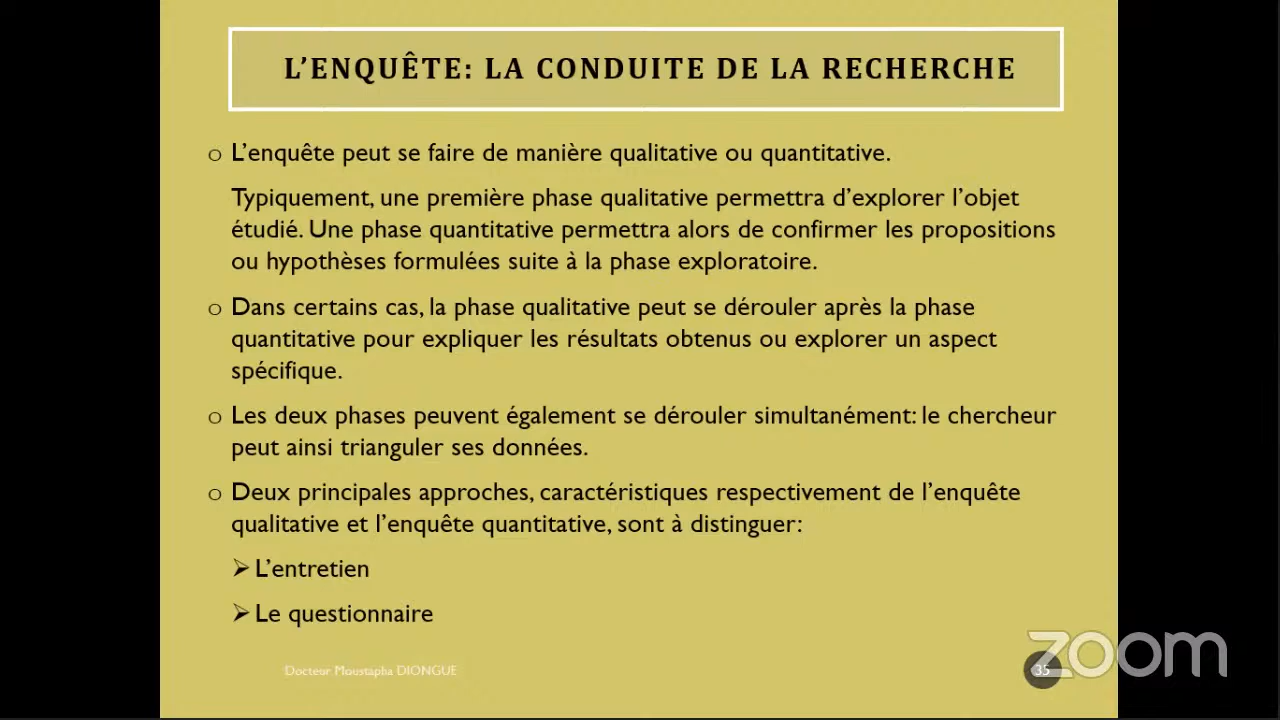 L’ENQUÊTE: LA CONDUITE DE LA RECHERCHE
o L’enquête peut se faire de manière qualitative ou quantitative.
Typiquement, une première phase qualitative permettra d’explorer l’objet
étudié. Une phase quantitative permettra alors de confirmer les propositions
ou hypothèses formulées suite à la phase exploratoire.
o Dans certains cas, la phase qualitative peut se dérouler après la phase
quantitative pour expliquer les résultats obtenus ou explorer un aspect
spécifique.
o Les deux phases peuvent également se dérouler simultanément: le chercheur
peut ainsi trianguler ses données.
o Deux principales approches, caractéristiques respectivement de l’enquête
qualitative et l’enquête quantitative, sont à distinguer:
➢ L’entretien
➢ Le questionnaire
Docteur Moustapha DIONGUE
35
zoom